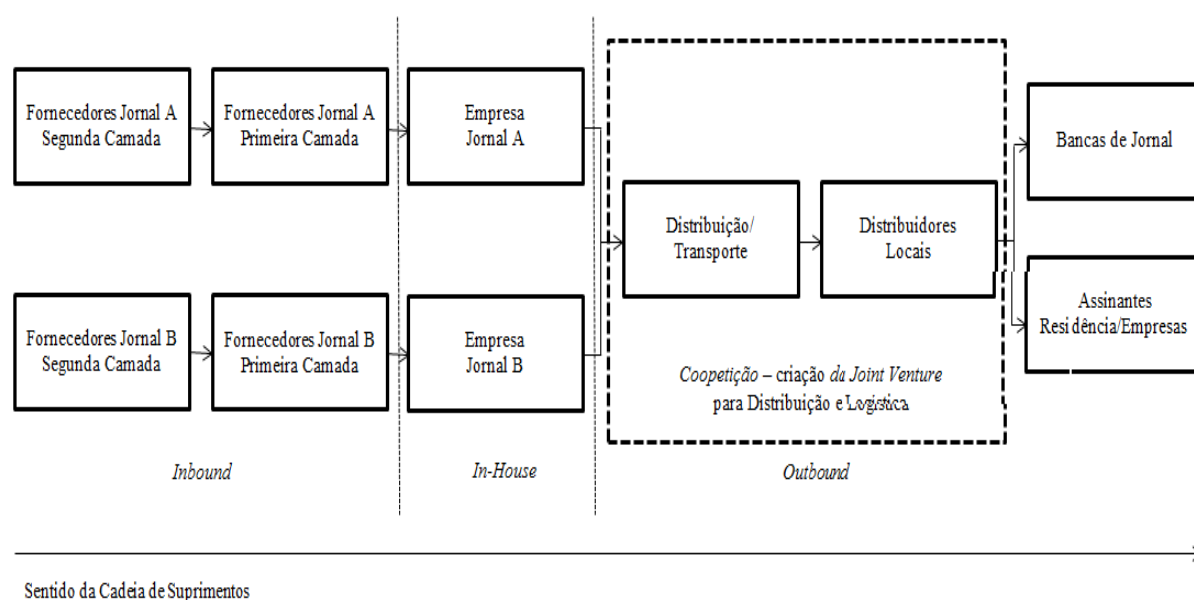 Fornecedores Jornal A
Segunda Camada
Fornecedores Jornal A
Primeira Camada
Empresa
Jornal A
Distribuição/
Transporte
Distribuidores
Locais
Bancas de Jornal
Assinantes
Residência/Empresas
Fornecedores Jornal B
Segunda Camada
Fornecedores Jornal B
Primeira Camada
Empresa
Jornal B
Coopetição – criação da Joint Venture
para Distribuição e Logística
Inbound
In-House
Outbound
Sentido da Cadeia de Suprimentos